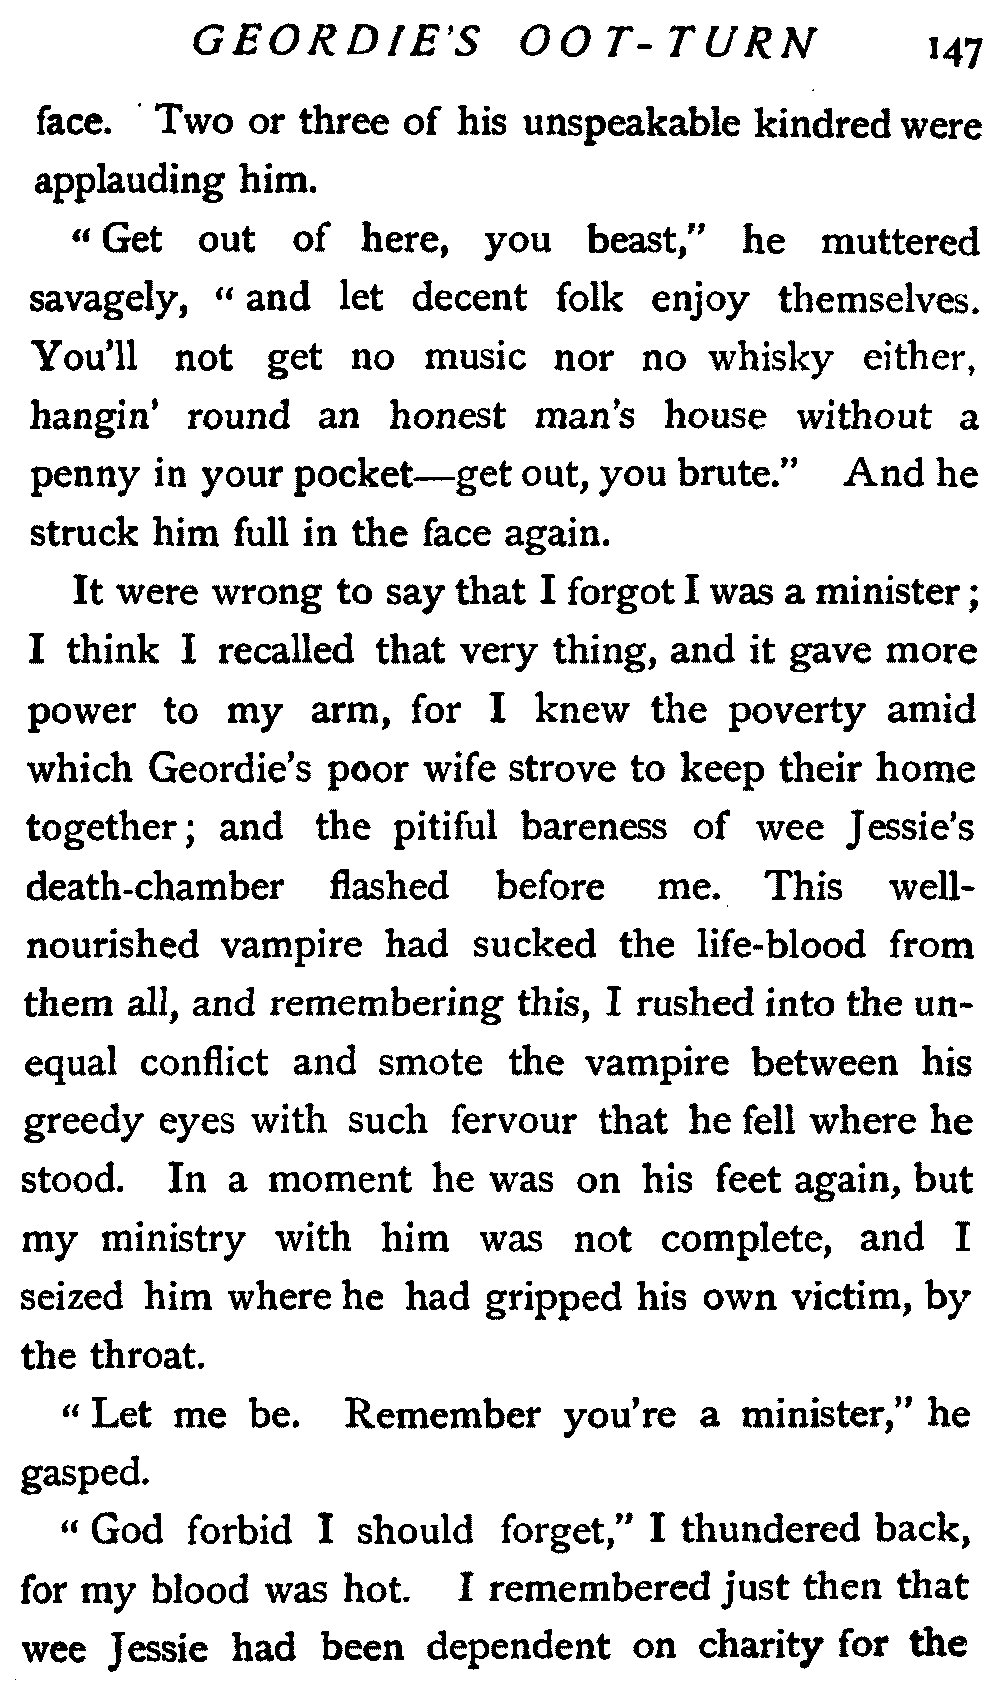 GEORDIE'S OOT-TURN 147
face. Two or three of his unspeakable kindred were
applauding him.
“Get out of here, you beast,” he muttered
savagely, “and let decent folk enjoy themselves.
You'll not get no music nor no whisky either,
hangin' round an honest man's house without a
penny in your pocket—get out, you brute.” And he
struck him full in the face again.
It were wrong to say that I forgot I was a minister;
I think I recalled that very thing, and it gave more
power to my arm, for I knew the poverty amid
which Geordie's poor wife strove to keep their home
together; and the pitiful bareness of wee Jessie's
death-chamber flashed before me. This well-
nourished vampire had sucked the life-blood from
them all, and remembering this, I rushed into the un-
equal conflict and smote the vampire between his
greedy eyes with such fervour that he fell where he
stood. In a moment he was on his feet again, but
my ministry with him was not complete, and I
seized him where he had gripped his own victim, by
the throat.
“Let me be. Remember you're a minister,” he
gasped.
“God forbid I should forget,” I thundered back,
for my blood was hot. I remembered just then that
wee Jessie had been dependent on charity for the